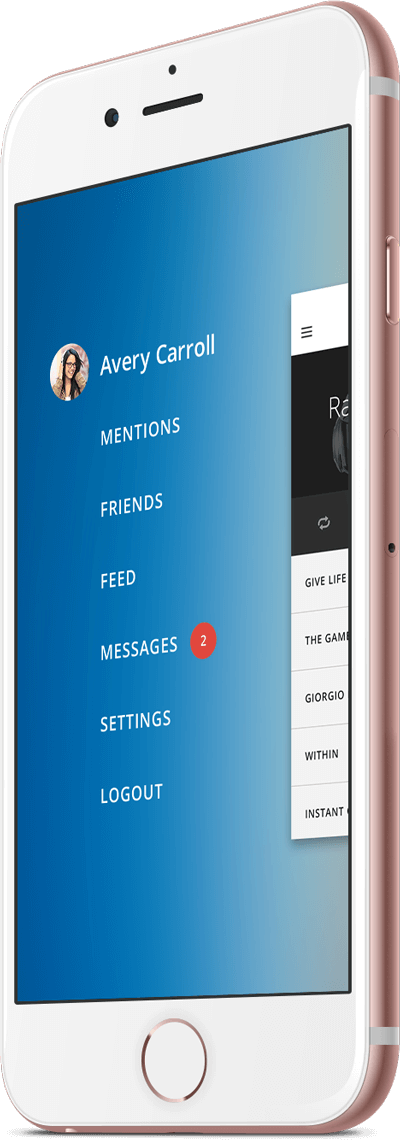 Avery Carroll
MENTIONS
FRIENDS
FEED
MESSAGES 2
SETTINGS
LOGOUT
Ra
GIVE LIFE
THE GAME
GIORGIO
WITHIN
INSTANT